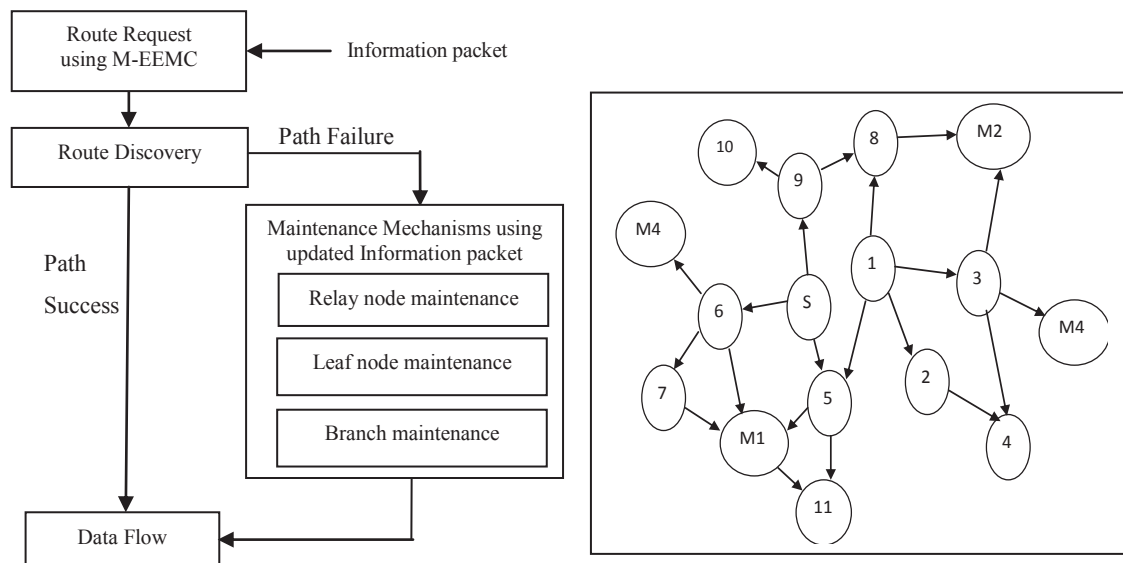 Route Request
using M-EEMC
Information packet
Route Discovery
Path Failure
Maintenance Mechanisms using
updated Information packet
Relay node maintenance
Leaf node maintenance
Branch maintenance
Path
Success
Data Flow
10
9
8
M2
M4
6
S
1
3
M4
7
5
2
M1
4
11